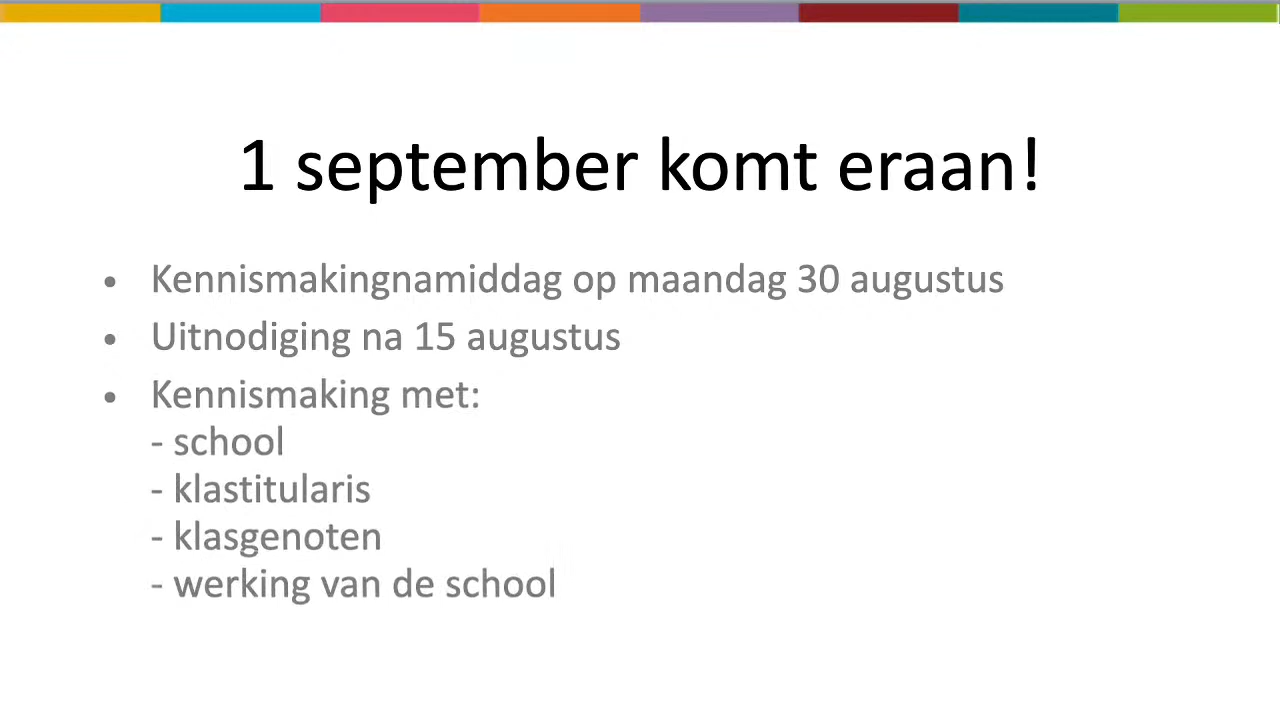 1 september komt eraan!
• Kennismakingnamiddag op maandag 30 augustus
• Uitnodiging na 15 augustus
• Kennismaking met:
- school
- klastitularis
- klasgenoten
- werking van de school